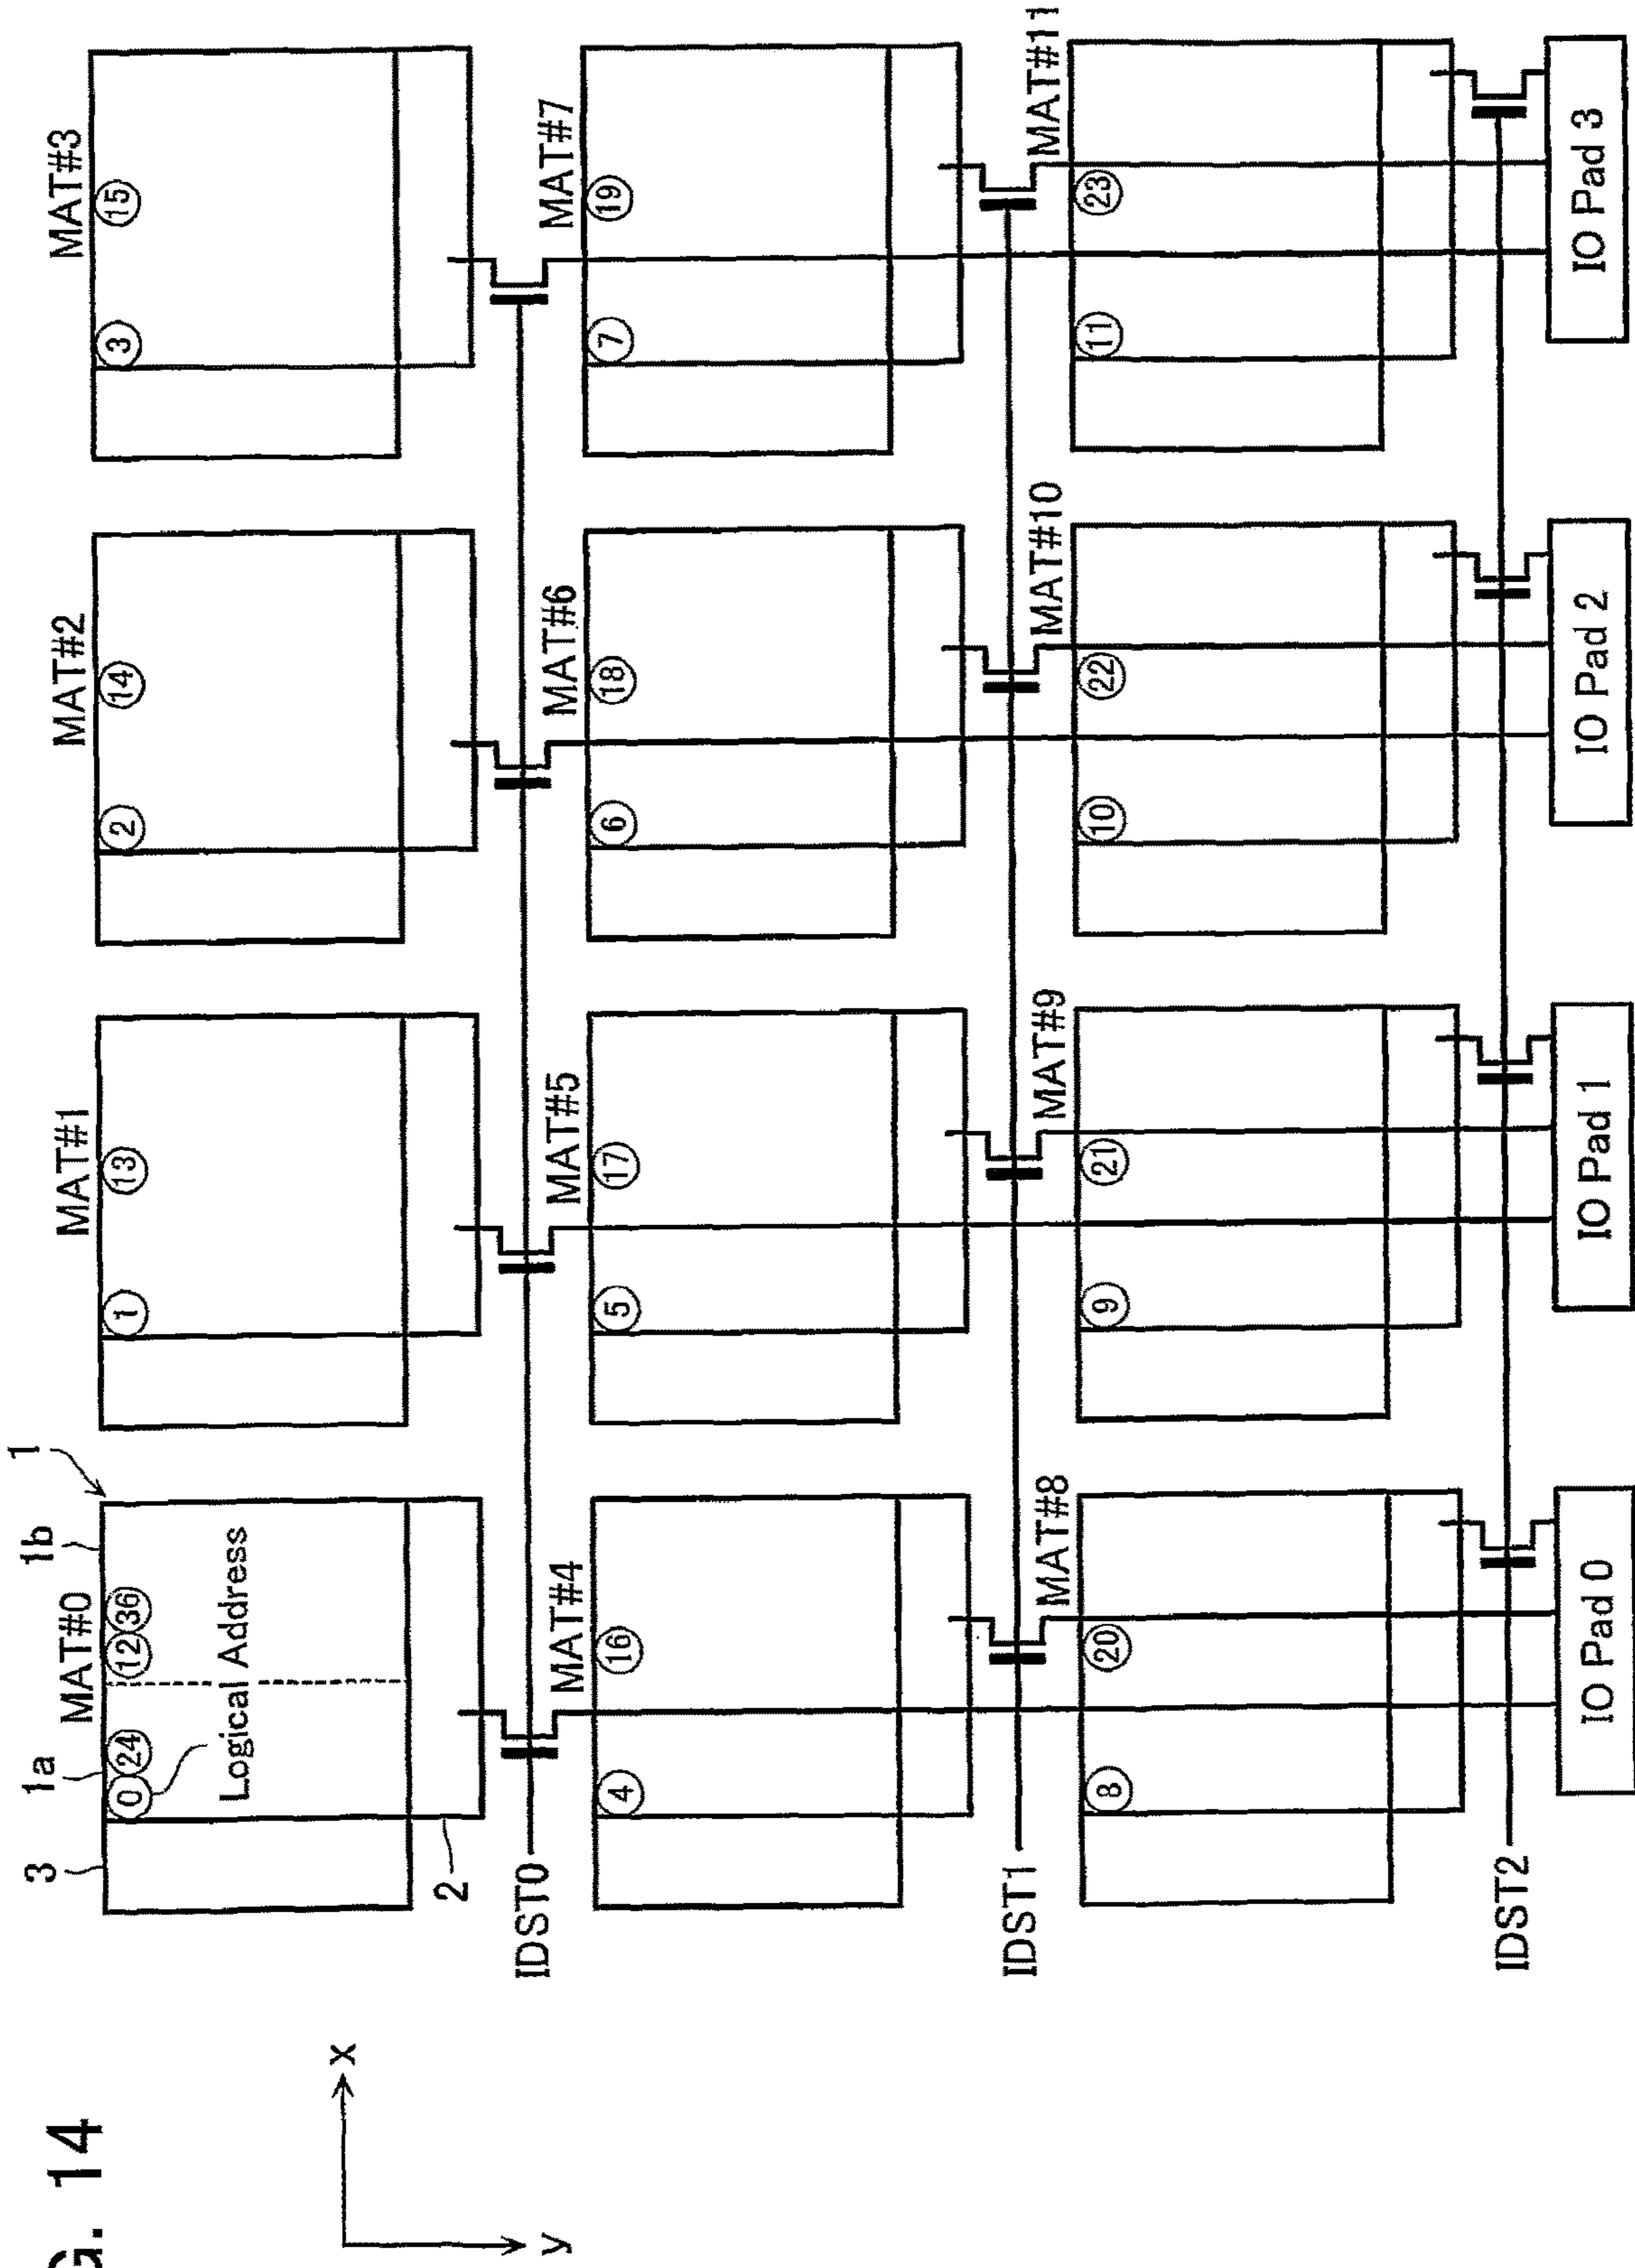 G. 14
x
y
1
3
1a
MAT#0
1b
MAT#1
MAT#2
MAT#3
0
24
12
36
1
13
2
14
3
15
Logical Address
2
IDST0
MAT#4
MAT#5
MAT#6
MAT#7
4
16
5
17
6
18
7
19
IDST1
MAT#8
MAT#9
MAT#10
MAT#11
8
20
9
21
10
22
11
23
IDST2
IO Pad 0
IO Pad 1
IO Pad 2
IO Pad 3